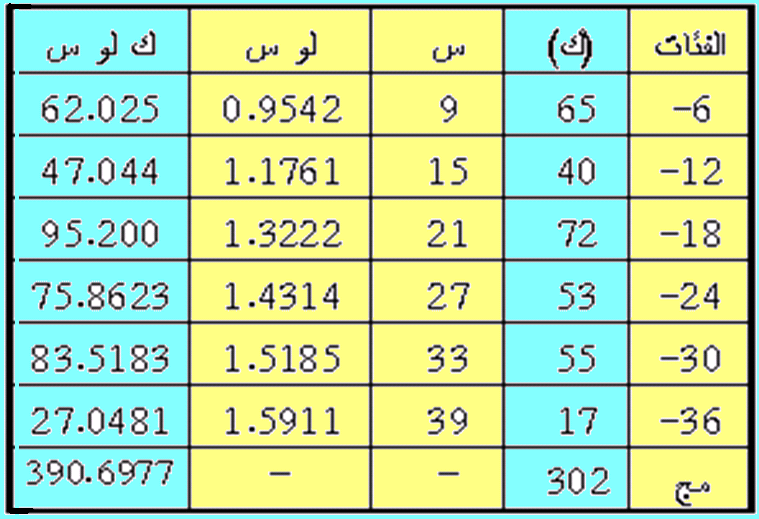 الفئات (ك) س لو س ك لو س
6– 65 9 0.9542 62.025
12– 40 15 1.1761 47.044
18– 72 21 1.3222 95.200
24– 53 27 1.4314 75.8623
30– 55 33 1.5185 83.5183
36– 17 39 1.5911 27.0481
مج 302 – – 390.6977